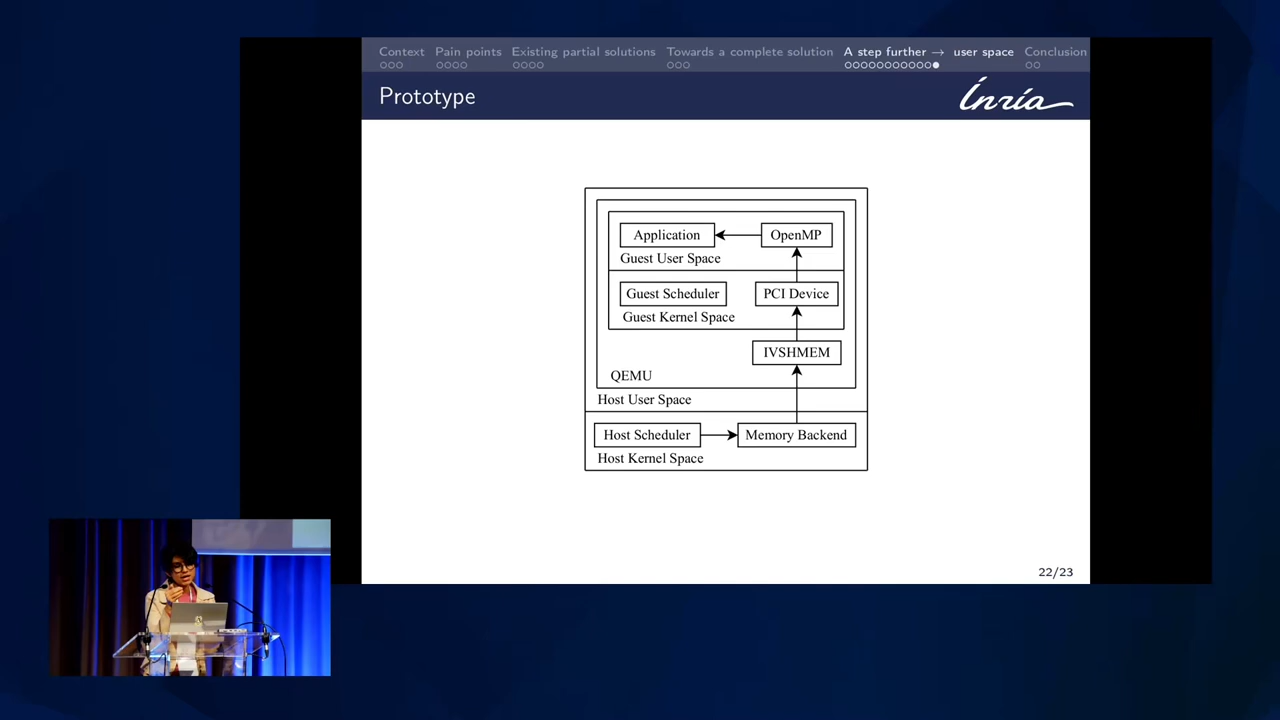 Context Pain points Existing partial solutions Towards a complete solution A step further → user space Conclusion
Prototype
Inría
Application OpenMP
Guest User Space
Guest Scheduler PCI Device
Guest Kernel Space
IVSHMEM
QEMU
Host User Space
Host Scheduler Memory Backend
Host Kernel Space
22/23